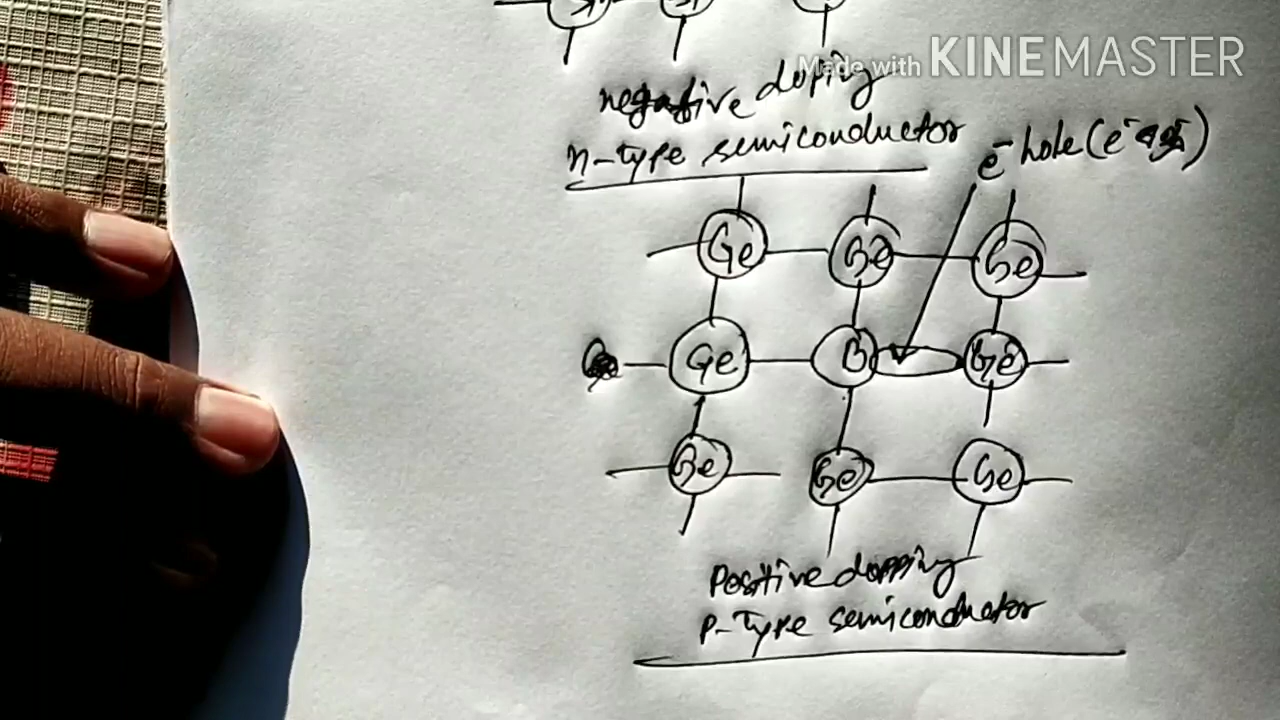 Made with KINEMASTER
negative doping
n-type semiconductor
e⁻ hole (e⁻
Ge Ge Ge
Ge B Ge
Ge Ge Ge
Positive dopping
P-Type semiconductor